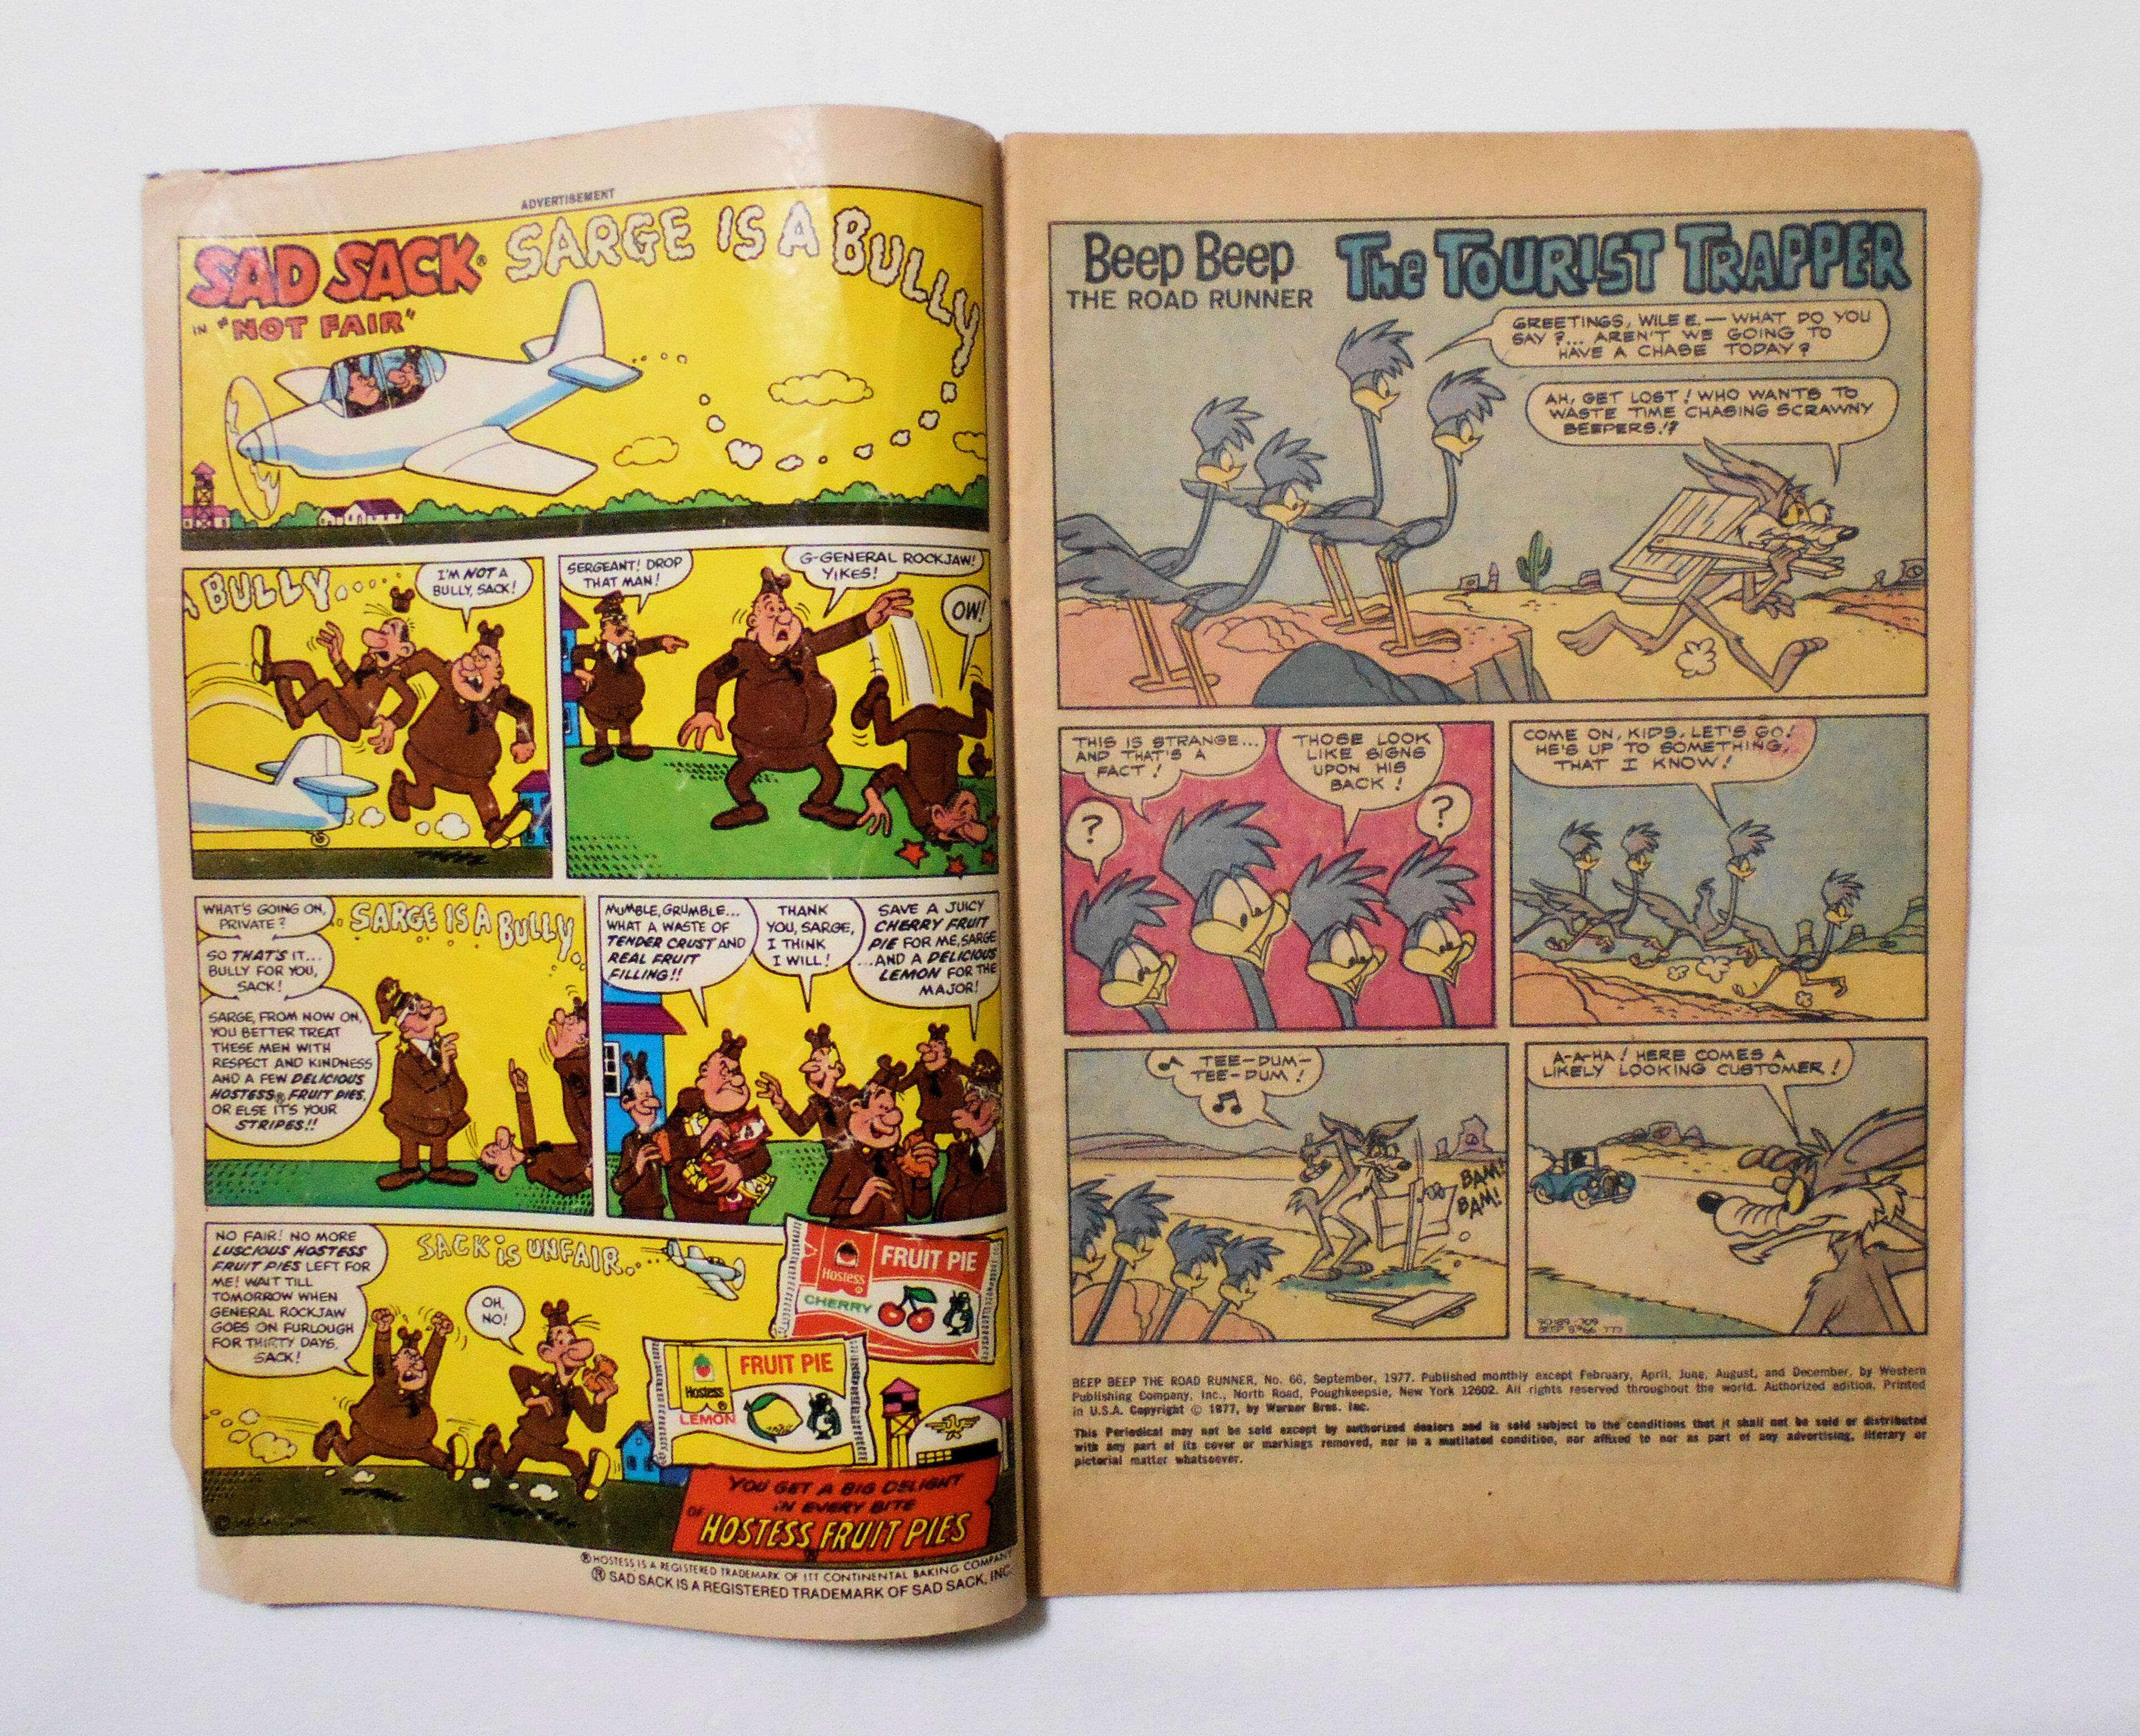 ADVERTISEMENT
SAD SACK®
IN "NOT FAIR"
SARGE IS A BULLY
BULLY....
I'M NOT A
BULLY, SACK!
SERGEANT! DROP
THAT MAN!
G-GENERAL ROCKJAW!
YIKES!
OW!
WHAT'S GOING ON,
PRIVATE?
SO THAT'S IT...
BULLY FOR YOU,
SACK!
SARGE, FROM NOW ON,
YOU BETTER TREAT
THESE MEN WITH
RESPECT AND KINDNESS
AND A FEW DELICIOUS
HOSTESS® FRUIT PIES,
OR ELSE IT'S YOUR
STRIPES!!
SARGE IS A BULLY
MUMBLE, GRUMBLE...
WHAT A WASTE OF
TENDER CRUST AND
REAL FRUIT
FILLING!!
THANK
YOU, SARGE,
I THINK
I WILL!
SAVE A JUICY
CHERRY FRUIT
PIE FOR ME, SARGE
...AND A DELICIOUS
LEMON FOR THE
MAJOR!
NO FAIR! NO MORE
LUSCIOUS HOSTESS
FRUIT PIES LEFT FOR
ME! WAIT TILL
TOMORROW WHEN
GENERAL ROCKJAW
GOES ON FURLOUGH
FOR THIRTY DAYS,
SACK!
SACK IS UNFAIR...
OH,
NO!
Hostess®
FRUIT PIE
CHERRY
Hostess®
FRUIT PIE
LEMON
YOU GET A BIG DELIGHT
IN EVERY BITE
OF HOSTESS® FRUIT PIES
® HOSTESS IS A REGISTERED TRADEMARK OF ITT CONTINENTAL BAKING COMPANY
® SAD SACK IS A REGISTERED TRADEMARK OF SAD SACK, INC.
Beep Beep
THE ROAD RUNNER
THE TOURIST TRAPPER
GREETINGS, WILE E. — WHAT DO YOU
SAY?... AREN'T WE GOING TO
HAVE A CHASE TODAY?
AH, GET LOST! WHO WANTS TO
WASTE TIME CHASING SCRAWNY
BEEPERS!?
THIS IS STRANGE...
AND THAT'S A
FACT!
THOSE LOOK
LIKE SIGNS
UPON HIS
BACK!
?
?
COME ON, KIDS, LET'S GO!
HE'S UP TO SOMETHING,
THAT I KNOW!
♪ TEE-DUM-
TEE-DUM!
♫
BAM!
BAM!
A-A-HA! HERE COMES A
LIKELY LOOKING CUSTOMER!
90189-709
BEEP B #66 777
BEEP BEEP THE ROAD RUNNER, No. 66, September, 1977. Published monthly except February, April, June, August, and December, by Western
Publishing Company, Inc., North Road, Poughkeepsie, New York 12602. All rights reserved throughout the world. Authorized edition. Printed
in U.S.A. Copyright © 1977, by Warner Bros. Inc.
This Periodical may not be sold except by authorized dealers and is sold subject to the conditions that it shall not be sold or distributed
with any part of its cover or markings removed, nor in a mutilated condition, nor affixed to nor as part of any advertising, literary or
pictorial matter whatsoever.